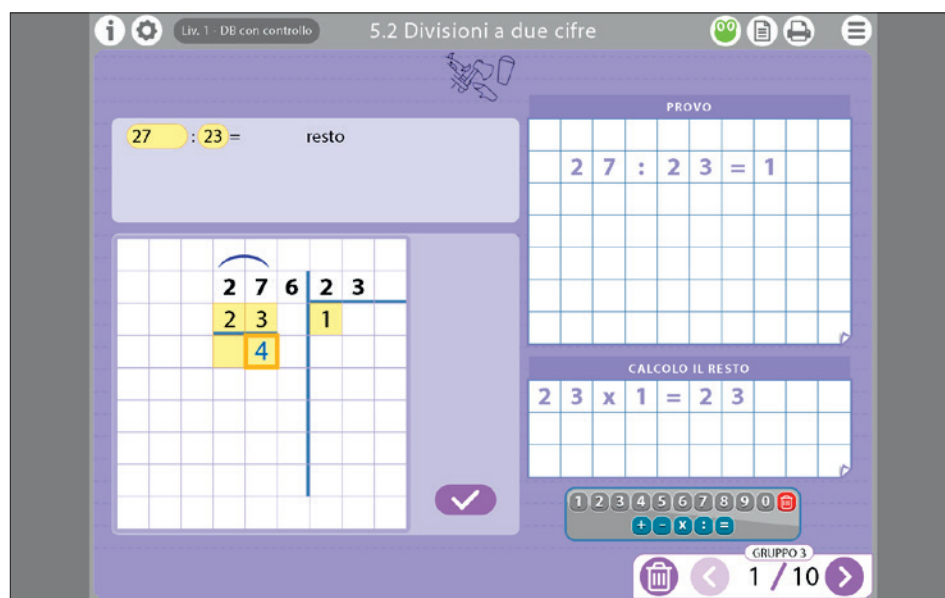 Liv. 1 - DB con controllo
5.2 Divisioni a due cifre
27 : 23 = resto
2 7 6 2 3
2 3 1
4
PROVO
2 7 : 2 3 = 1
CALCOLO IL RESTO
2 3 x 1 = 2 3
1 2 3 4 5 6 7 8 9 0
+ - x : =
GRUPPO 3
1 / 10